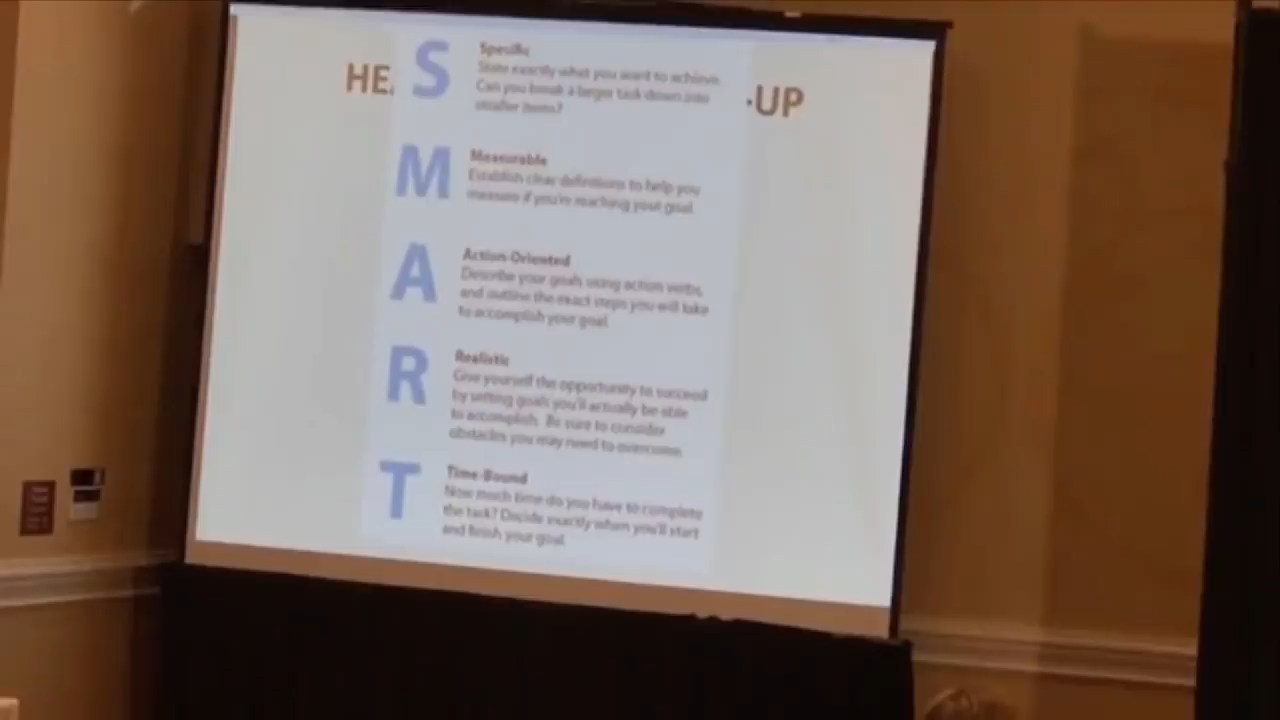 HEA
-UP
S
Spesific
State exactly what you want to achieve.
Can you break a larger task down into
smaller items?
M
Measurable
Establish clear definitions to help you
measure if you're reaching your goal.
A
Action-Oriented
Describe your goals using action verbs,
and outline the exact steps you will take
to accomplish your goal.
R
Realistic
Give yourself the opportunity to succeed
by setting goals you'll actually be able
to accomplish. Be sure to consider
obstacles you may need to overcome.
T
Time-Bound
Now much time do you have to complete
the task? Decide exactly when you'll start
and finish your goal.